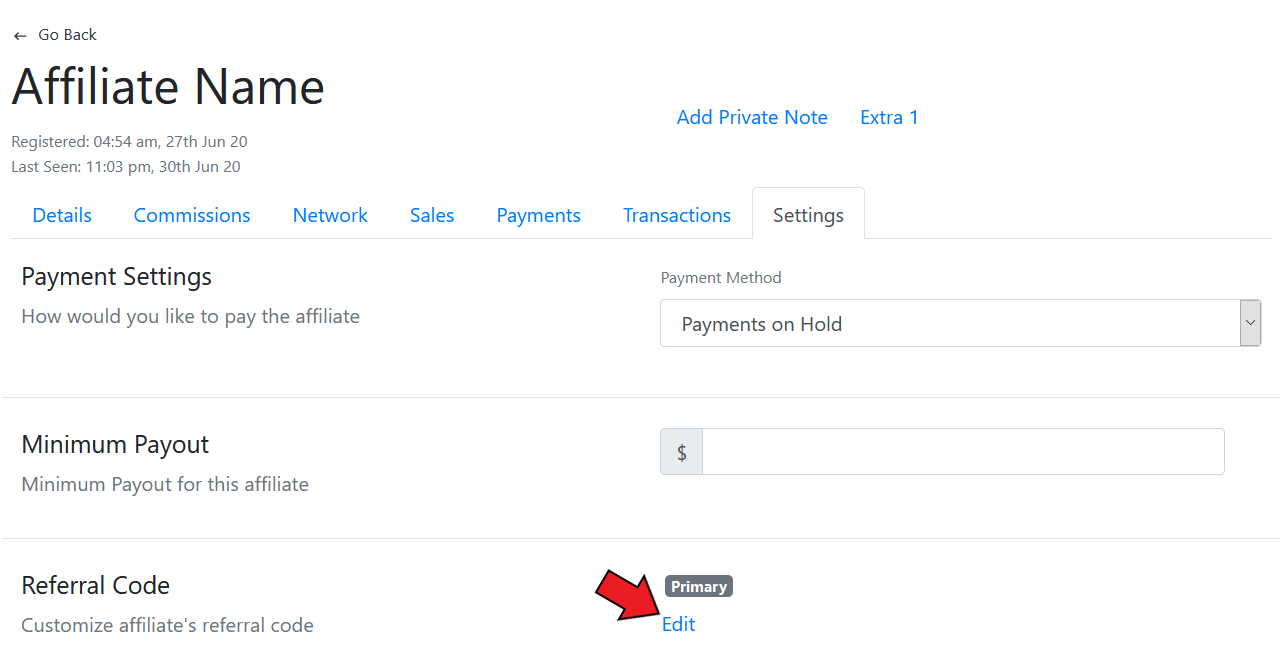 ← Go Back
Affiliate Name
Add Private Note Extra 1
Registered: 04:54 am, 27th Jun 20
Last Seen: 11:03 pm, 30th Jun 20
Details Commissions Network Sales Payments Transactions Settings
Payment Settings
How would you like to pay the affiliate
Payment Method
Payments on Hold
Minimum Payout
Minimum Payout for this affiliate
$
Referral Code
Customize affiliate's referral code
Primary
Edit